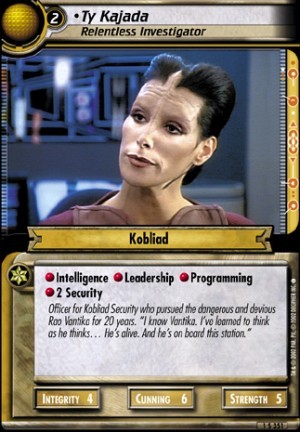 2
•Ty Kajada
Relentless Investigator
Kobliad
Intelligence Leadership Programming
2 Security
Officer for Kobliad Security who pursued the dangerous and devious
Rao Vantika for 20 years. "I know Vantika. I've learned to think
as he thinks… He's alive. And he's on board this station."
INTEGRITY 4 CUNNING 6 STRENGTH 5